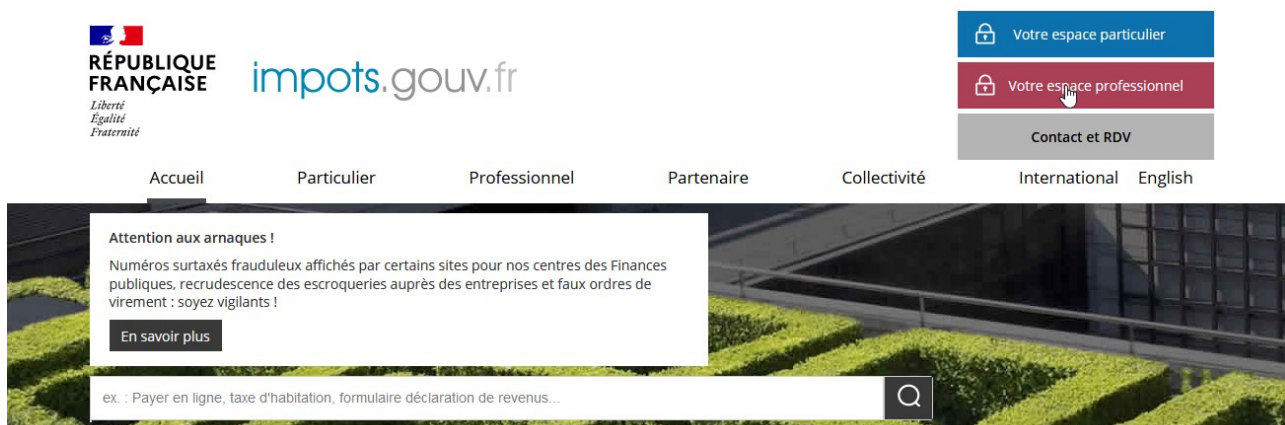 RÉPUBLIQUE
FRANÇAISE
Liberté
Égalité
Fraternité
impots.gouv.fr
Votre espace particulier
Votre espace professionnel
Contact et RDV
Accueil Particulier Professionnel Partenaire Collectivité International English
Attention aux arnaques !
Numéros surtaxés frauduleux affichés par certains sites pour nos centres des Finances
publiques, recrudescence des escroqueries auprès des entreprises et faux ordres de
virement : soyez vigilants !
En savoir plus
ex. : Payer en ligne, taxe d'habitation, formulaire déclaration de revenus...